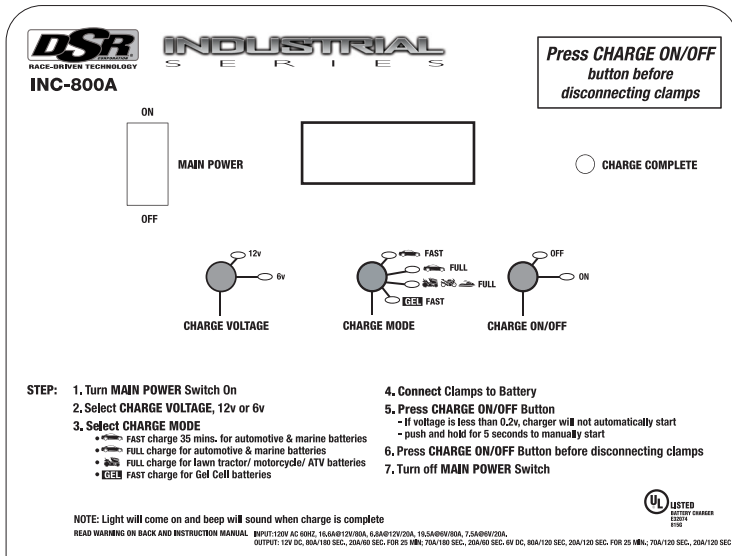 DSR
CORPORATION
RACE-DRIVEN TECHNOLOGY
INDUSTRIAL
SERIES
INC-800A
Press CHARGE ON/OFF
button before
disconnecting clamps
ON
MAIN POWER
OFF
CHARGE COMPLETE
12v
6v
CHARGE VOLTAGE
FAST
FULL
FULL
GEL FAST
CHARGE MODE
OFF
ON
CHARGE ON/OFF
STEP: 1. Turn MAIN POWER Switch On
2. Select CHARGE VOLTAGE, 12v or 6v
3. Select CHARGE MODE
• FAST charge 35 mins. for automotive & marine batteries
• FULL charge for automotive & marine batteries
• FULL charge for lawn tractor/ motorcycle/ ATV batteries
• GEL FAST charge for Gel Cell batteries
4. Connect Clamps to Battery
5. Press CHARGE ON/OFF Button
- If voltage is less than 0.2v, charger will not automatically start
- push and hold for 5 seconds to manually start
6. Press CHARGE ON/OFF Button before disconnecting clamps
7. Turn off MAIN POWER Switch
UL LISTED
BATTERY CHARGER
E32074
815G
NOTE: Light will come on and beep will sound when charge is complete
READ WARNING ON BACK AND INSTRUCTION MANUAL INPUT:120V AC 60HZ, 16.6A@12V/80A, 6.8A@12V/20A, 19.5A@6V/80A, 7.5A@6V/20A,
OUTPUT: 12V DC, 80A/180 SEC., 20A/60 SEC. FOR 25 MIN; 70A/180 SEC., 20A/60 SEC. 6V DC, 80A/120 SEC, 20A/120 SEC. FOR 25 MIN; 70A/120 SEC, 20A/120 SEC